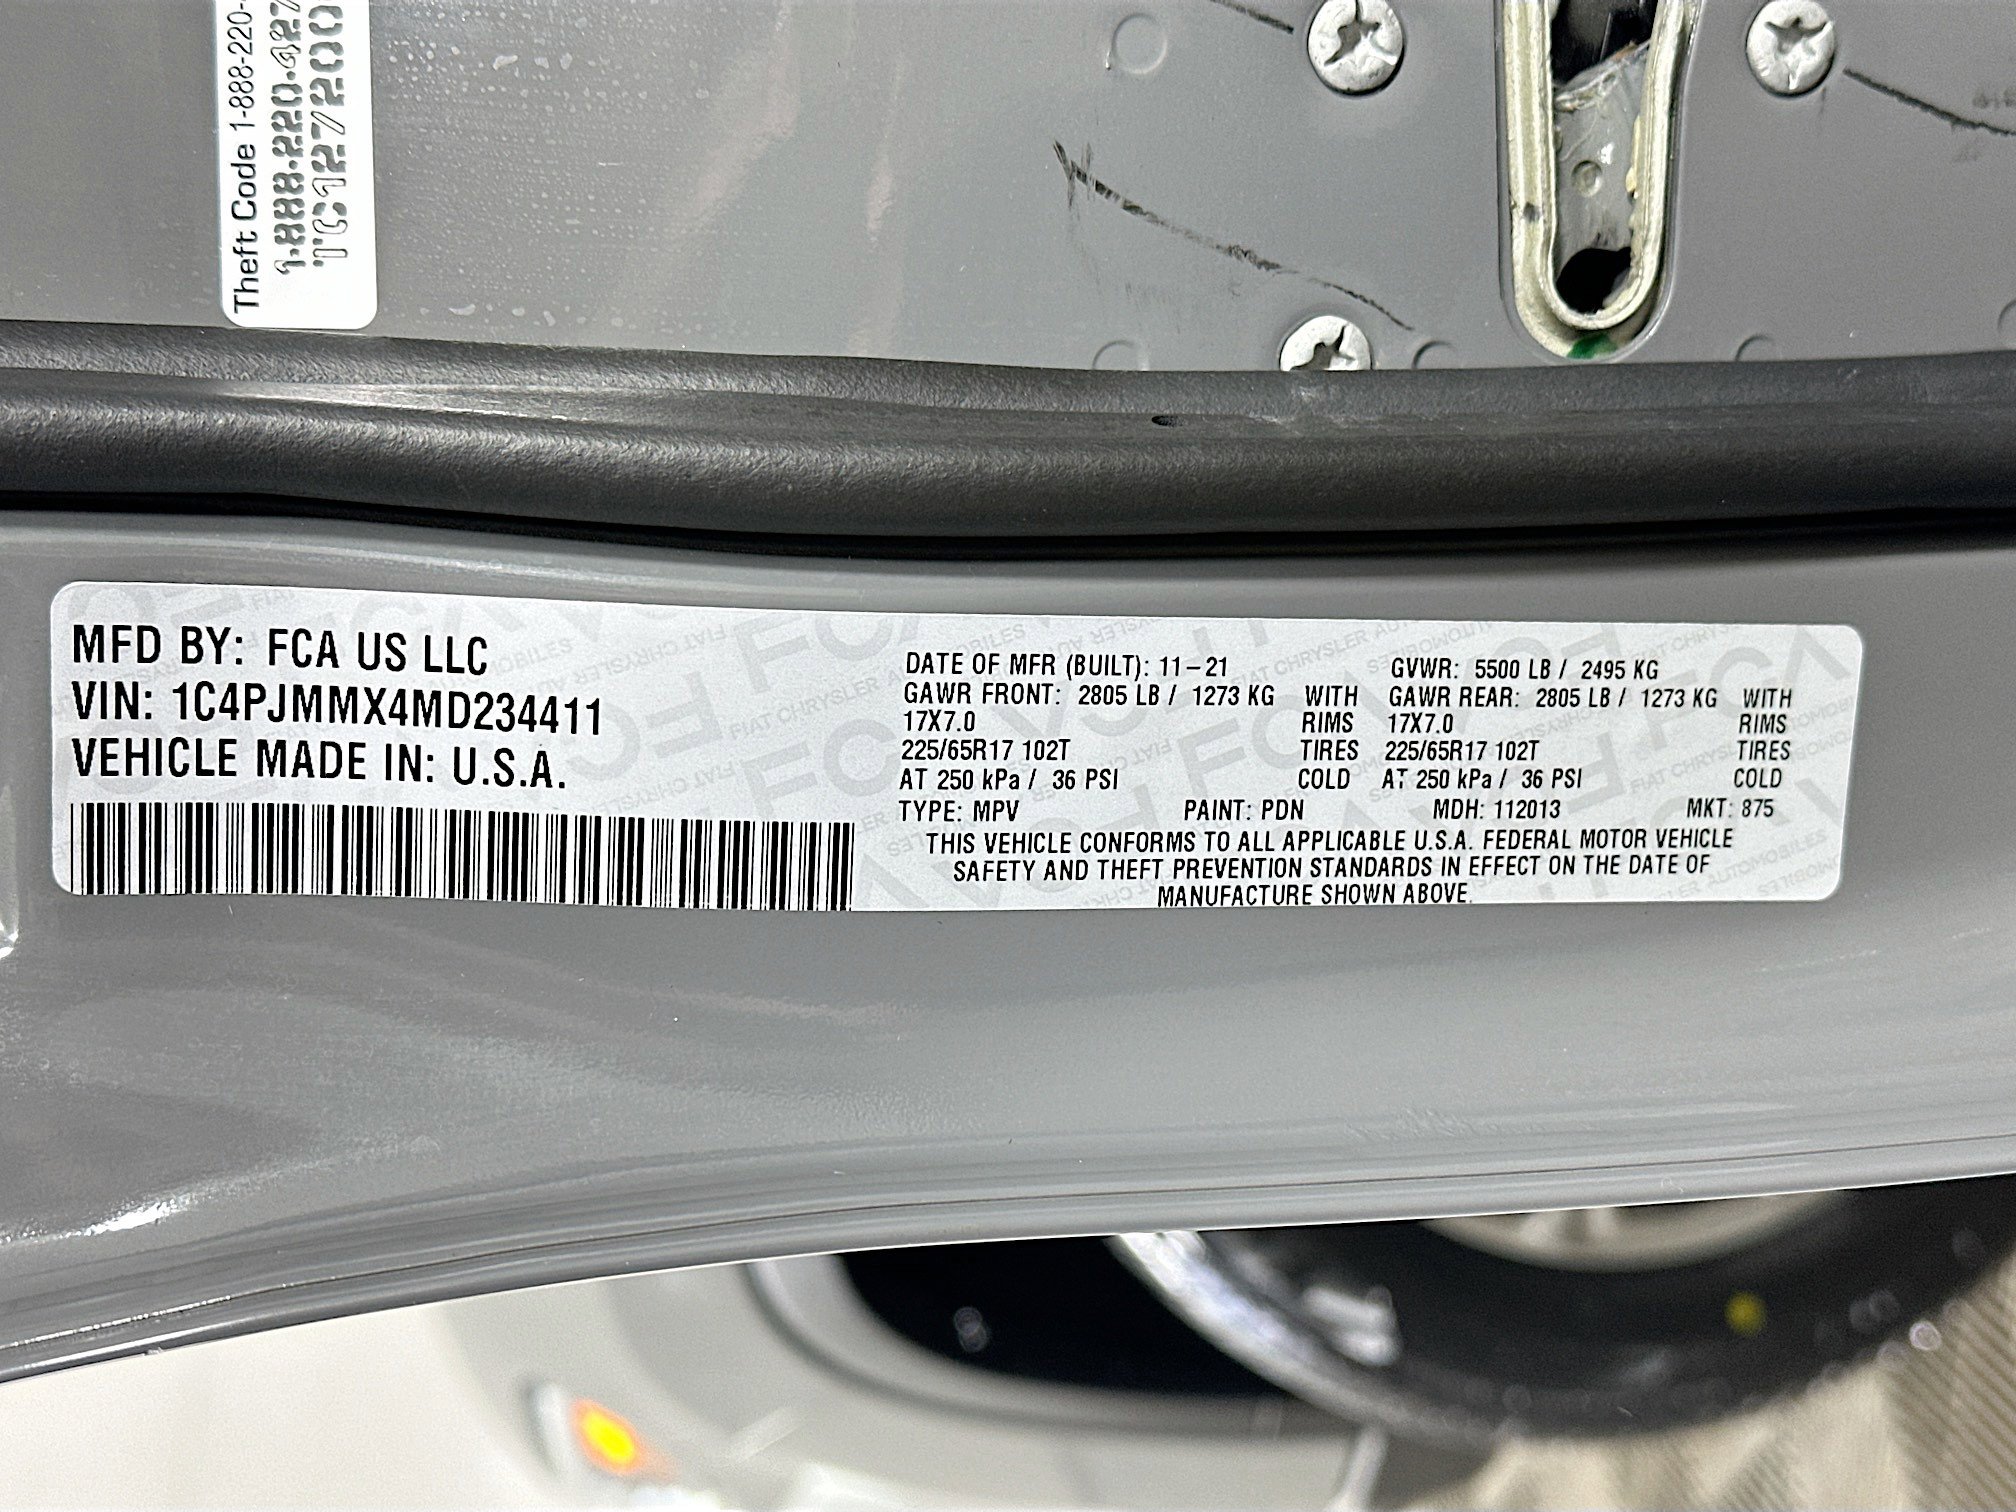 Theft Code 1-888-220-
1-888-220-427
TC127200
MFD BY: FCA US LLC
VIN: 1C4PJMMX4MD234411
VEHICLE MADE IN: U.S.A.
DATE OF MFR (BUILT): 11-21 GVWR: 5500 LB / 2495 KG
GAWR FRONT: 2805 LB / 1273 KG WITH GAWR REAR: 2805 LB / 1273 KG WITH
17X7.0 RIMS 17X7.0 RIMS
225/65R17 102T TIRES 225/65R17 102T TIRES
AT 250 kPa / 36 PSI COLD AT 250 kPa / 36 PSI COLD
TYPE: MPV PAINT: PDN MDH: 112013 MKT: 875
THIS VEHICLE CONFORMS TO ALL APPLICABLE U.S.A. FEDERAL MOTOR VEHICLE
SAFETY AND THEFT PREVENTION STANDARDS IN EFFECT ON THE DATE OF
MANUFACTURE SHOWN ABOVE.